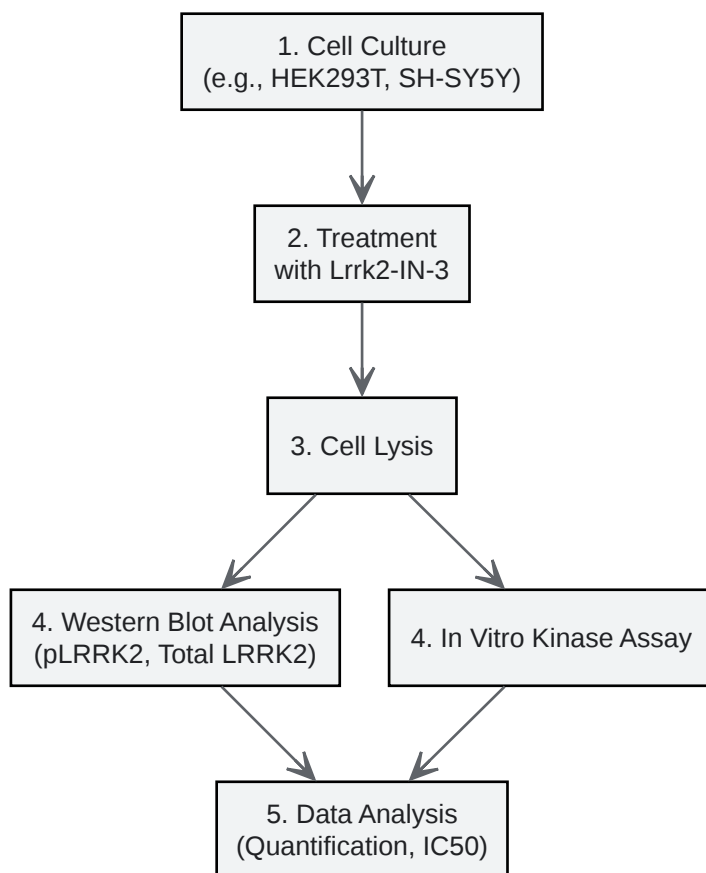 1. Cell Culture
(e.g., HEK293T, SH-SY5Y)
2. Treatment
with Lrrk2-IN-3
3. Cell Lysis
4. Western Blot Analysis
(pLRRK2, Total LRRK2)
4. In Vitro Kinase Assay
5. Data Analysis
(Quantification, IC50)